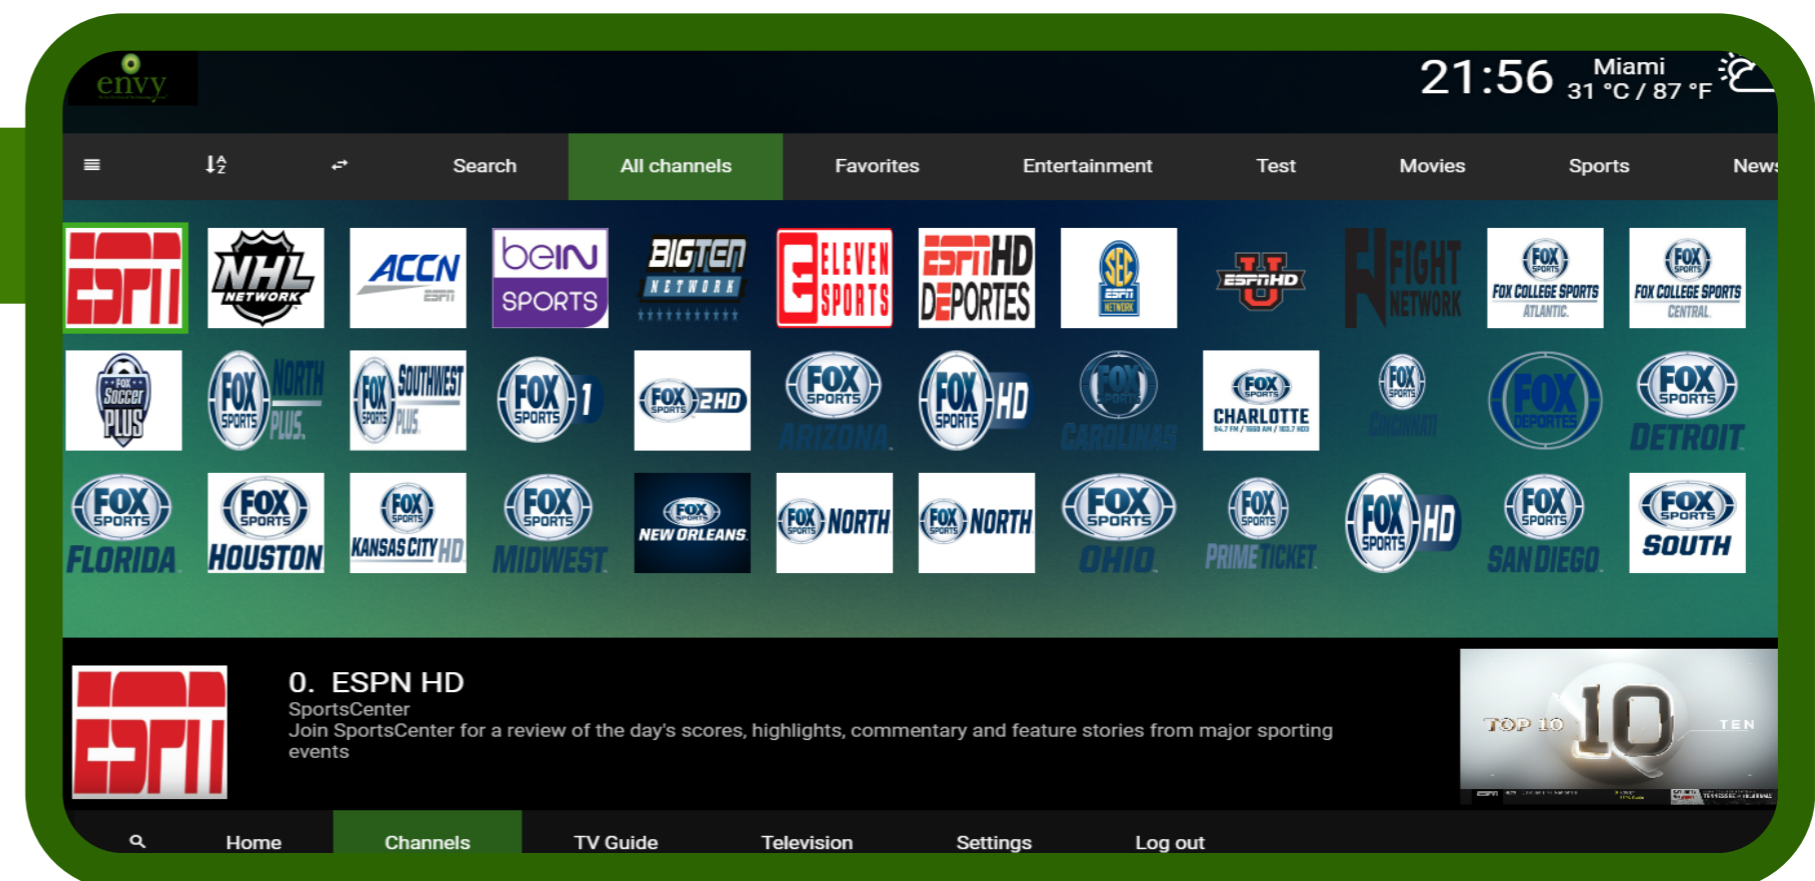 envy
21:56
Miami
31 °C / 87 °F
Search
All channels
Favorites
Entertainment
Test
Movies
Sports
News
ESPN
NHL
NETWORK
ACCN
ESPN
beIN
SPORTS
BIGTEN
NETWORK
ELEVEN
SPORTS
ESPN HD
DEPORTES
SEC
ESPN
NETWORK
U
ESPN HD
FIGHT
NETWORK
FOX
SPORTS
FOX COLLEGE SPORTS
ATLANTIC.
FOX
SPORTS
FOX COLLEGE SPORTS
CENTRAL.
FOX
Soccer
PLUS
FOX
SPORTS
NORTH
PLUS.
FOX
SPORTS
SOUTHWEST
PLUS.
FOX
SPORTS
1
FOX
SPORTS
2HD
FOX
SPORTS
ARIZONA
FOX
SPORTS
HD
FOX
SPORTS
CAROLINAS
FOX
SPORTS
CHARLOTTE
94.7 FM / 1660 AM / 102.7 HD3
FOX
SPORTS
CINCINNATI
FOX
DEPORTES
FOX
SPORTS
DETROIT
FOX
SPORTS
FLORIDA
FOX
SPORTS
HOUSTON
FOX
SPORTS
KANSAS CITY HD
FOX
SPORTS
MIDWEST
FOX
SPORTS
NEW ORLEANS
FOX
SPORTS
NORTH
FOX
SPORTS
NORTH
FOX
SPORTS
OHIO
FOX
SPORTS
PRIME TICKET
FOX
SPORTS
HD
FOX
SPORTS
SAN DIEGO
FOX
SPORTS
SOUTH
ESPN
0. ESPN HD
SportsCenter
Join SportsCenter for a review of the day's scores, highlights, commentary and feature stories from major sporting
events
TOP 10
10
TEN
Home
Channels
TV Guide
Television
Settings
Log out